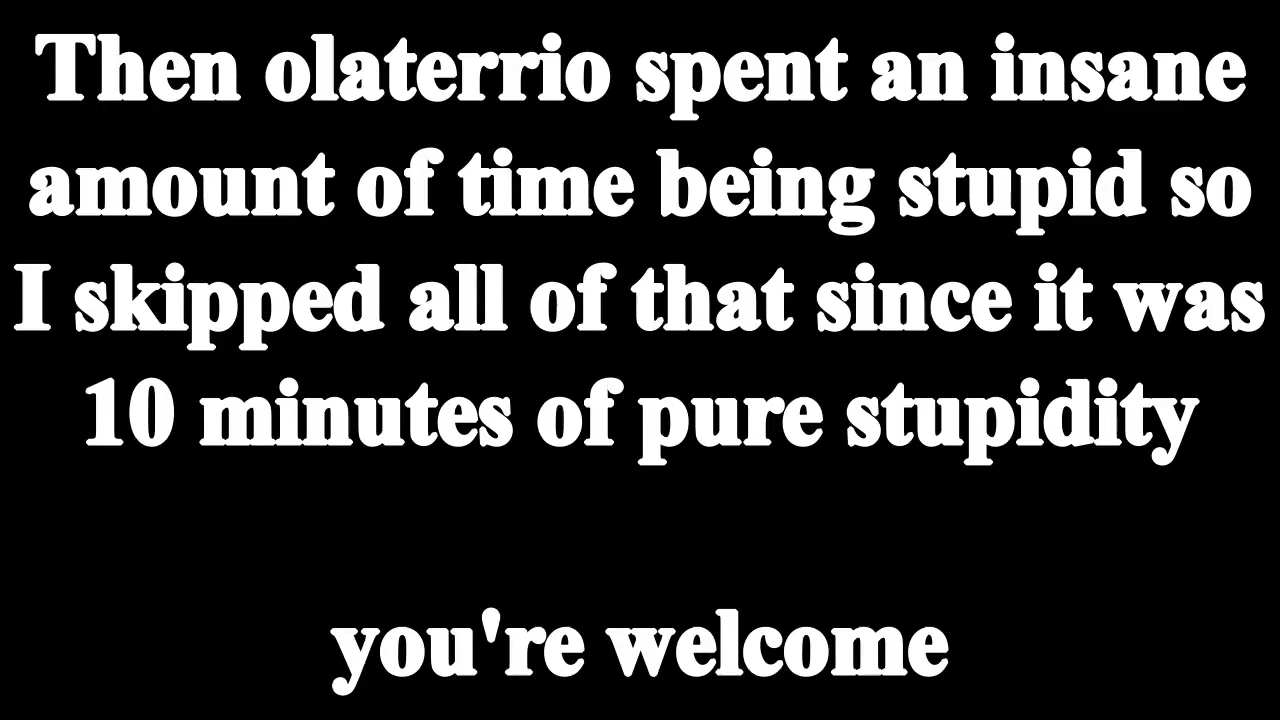 Then olaterrio spent an insane
amount of time being stupid so
I skipped all of that since it was
10 minutes of pure stupidity
you're welcome